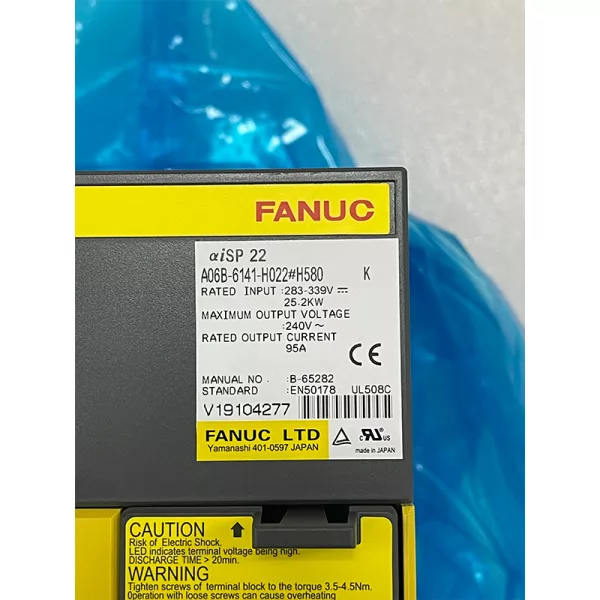 FANUC
αiSP 22
A06B-6141-H022#H580 K
RATED INPUT :283-339V⎓
25.2KW
MAXIMUM OUTPUT VOLTAGE
:240V～
RATED OUTPUT CURRENT
95A
CE
MANUAL NO. :B-65282
STANDARD :EN50178 UL508C
V19104277
FANUC LTD
Yamanashi 401-0597 JAPAN
c RU us
made in JAPAN
CAUTION
Risk of Electric Shock.
LED indicates terminal voltage being high.
DISCHARGE TIME > 20min.
WARNING
Tighten screws of terminal block to the torque 3.5-4.5Nm.
Operation with loose screws can cause overheating